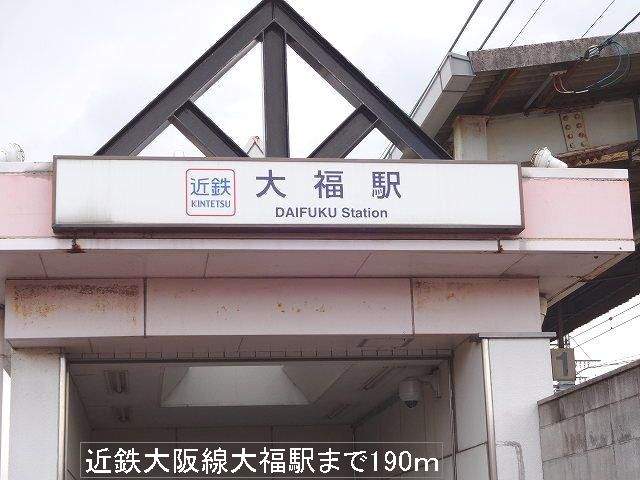 近鉄
KINTETSU
大福駅
DAIFUKU Station
1
近鉄大阪線大福駅まで190m